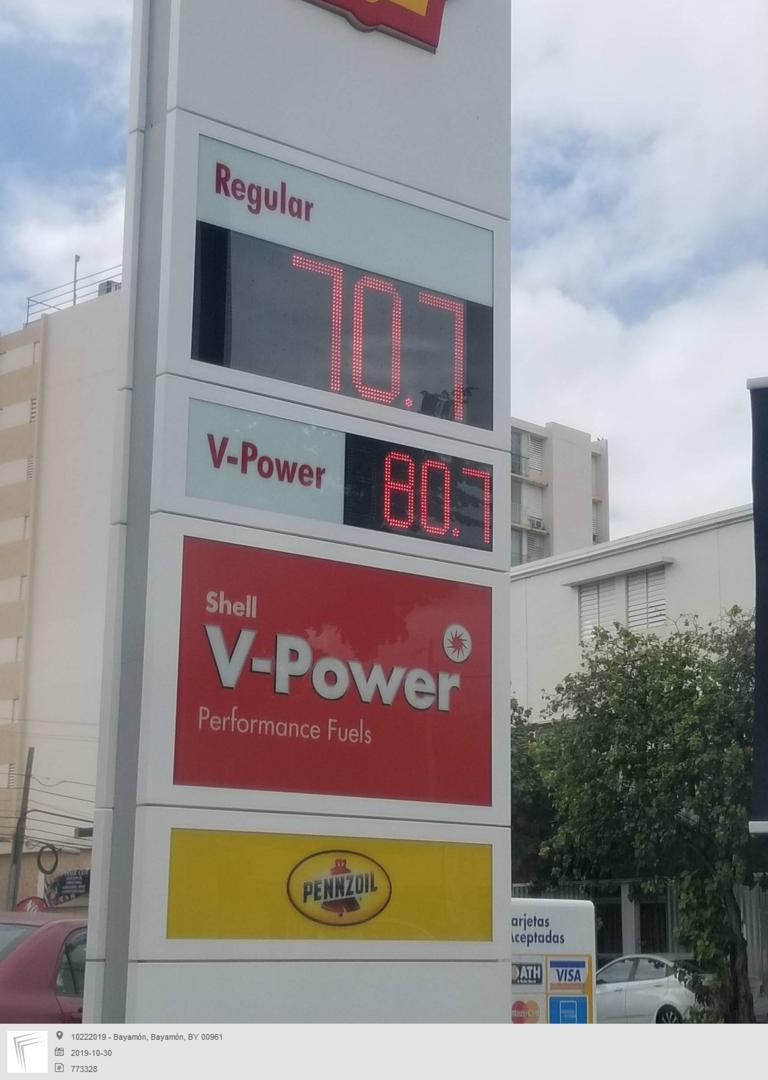 Regular
70.7
V-Power
80.7
Shell
V-Power
Performance Fuels
PENNZOIL
arjetas
Aceptadas
ATH
VISA
10222019 - Bayamón, Bayamón, BY 00961
2019-10-30
773328